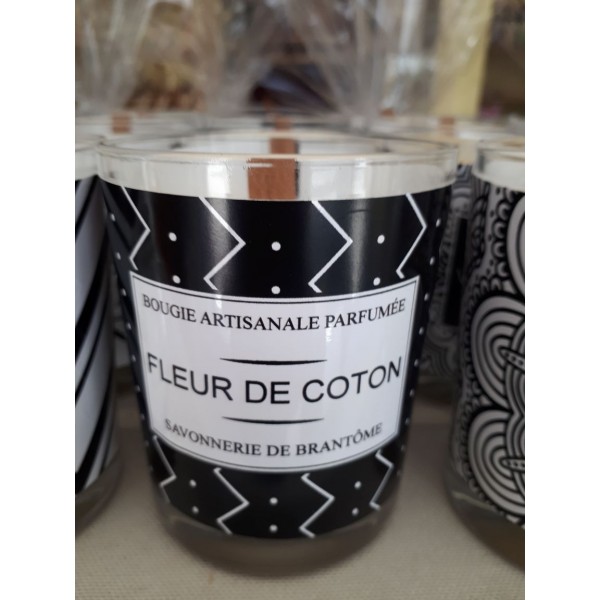 BOUGIE ARTISANALE PARFUMÉE
FLEUR DE COTON
SAVONNERIE DE BRANTÔME